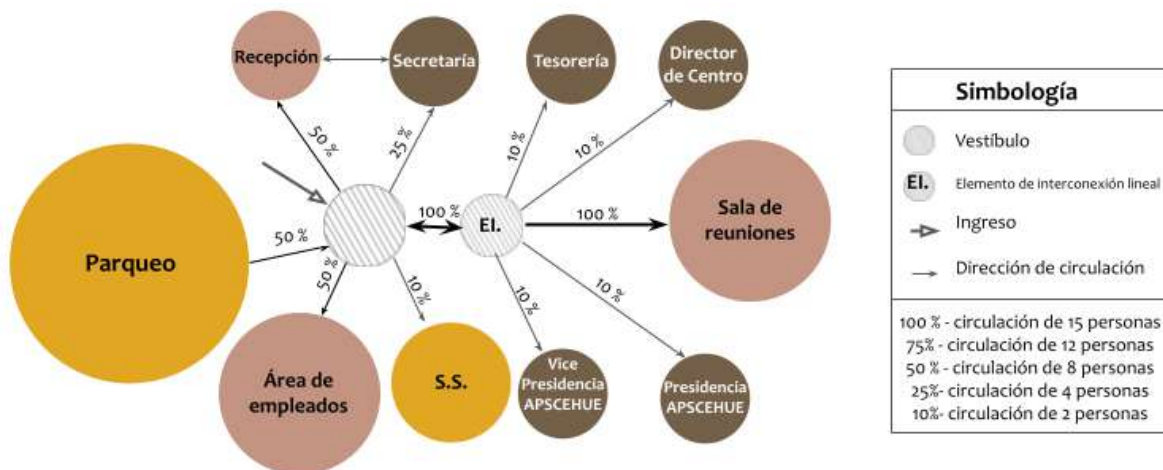 Recepción
Secretaría
Tesorería
Director
de Centro
50 %
25 %
10 %
10 %
Parqueo
50 %
100 %
EI.
100 %
Sala de
reuniones
50 %
10 %
10 %
10 %
Área de
empleados
S.S.
Vice
Presidencia
APSCEHUE
Presidencia
APSCEHUE
Simbología
Vestíbulo
EI.
Elemento de interconexión lineal
Ingreso
Dirección de circulación
100 % - circulación de 15 personas
75%- circulación de 12 personas
50 % - circulación de 8 personas
25%- circulación de 4 personas
10%- circulación de 2 personas